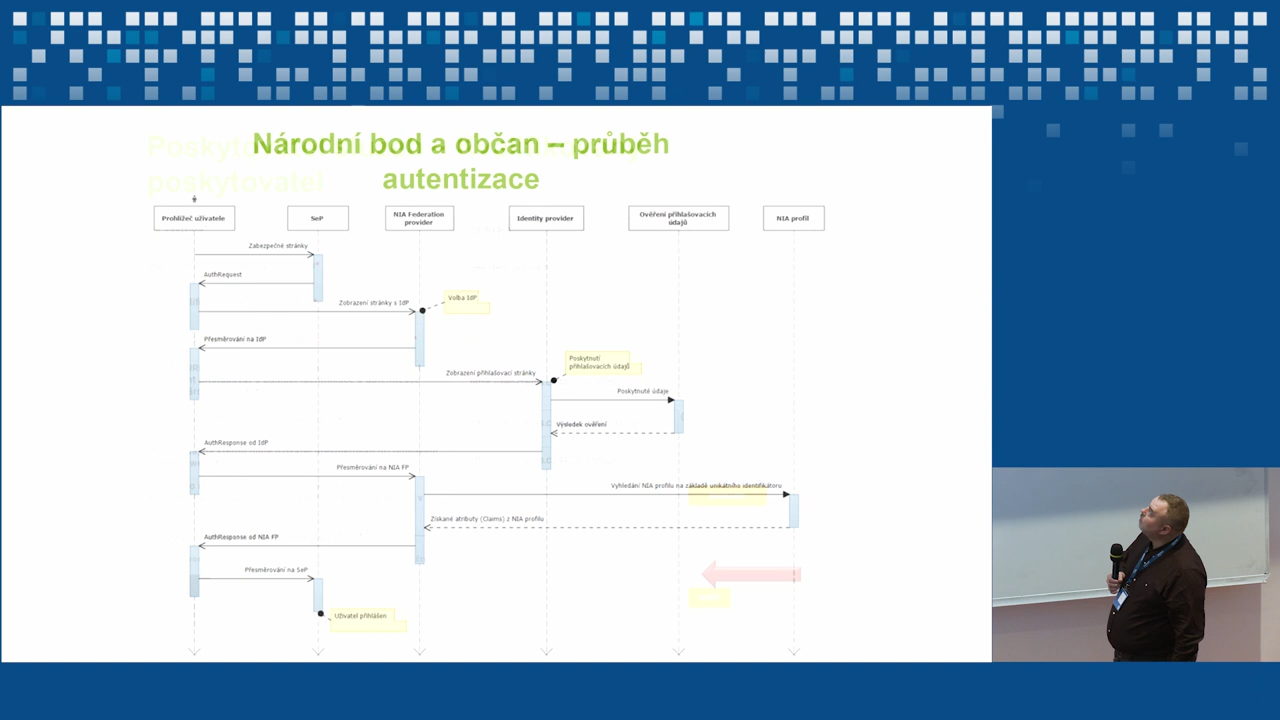 Poskyto
Národní bod a občan – průběh
poskytovatel
autentizace
Prohlížeč uživatele
SeP
NIA Federation
provider
Identity provider
Ověření přihlašovacích
údajů
NIA profil
Zabezpečné stránky
AuthRequest
Volba IdP
Zobrazení stránky s IdP
Přesměrování na IdP
Poskytnutí
přihlašovacích údajů
Zobrazení přihlašovací stránky
Poskytnuté údaje
Výsledek ověření
AuthResponse od IdP
Přesměrsvání na NIA FP
Vyhledání NIA profilu na základě unikátního identifikátoru
Získané atributy (Claims) z NIA profilu
AuthResponse od NIA FP
Přesměrování na SeP
Uživatel přihlášen